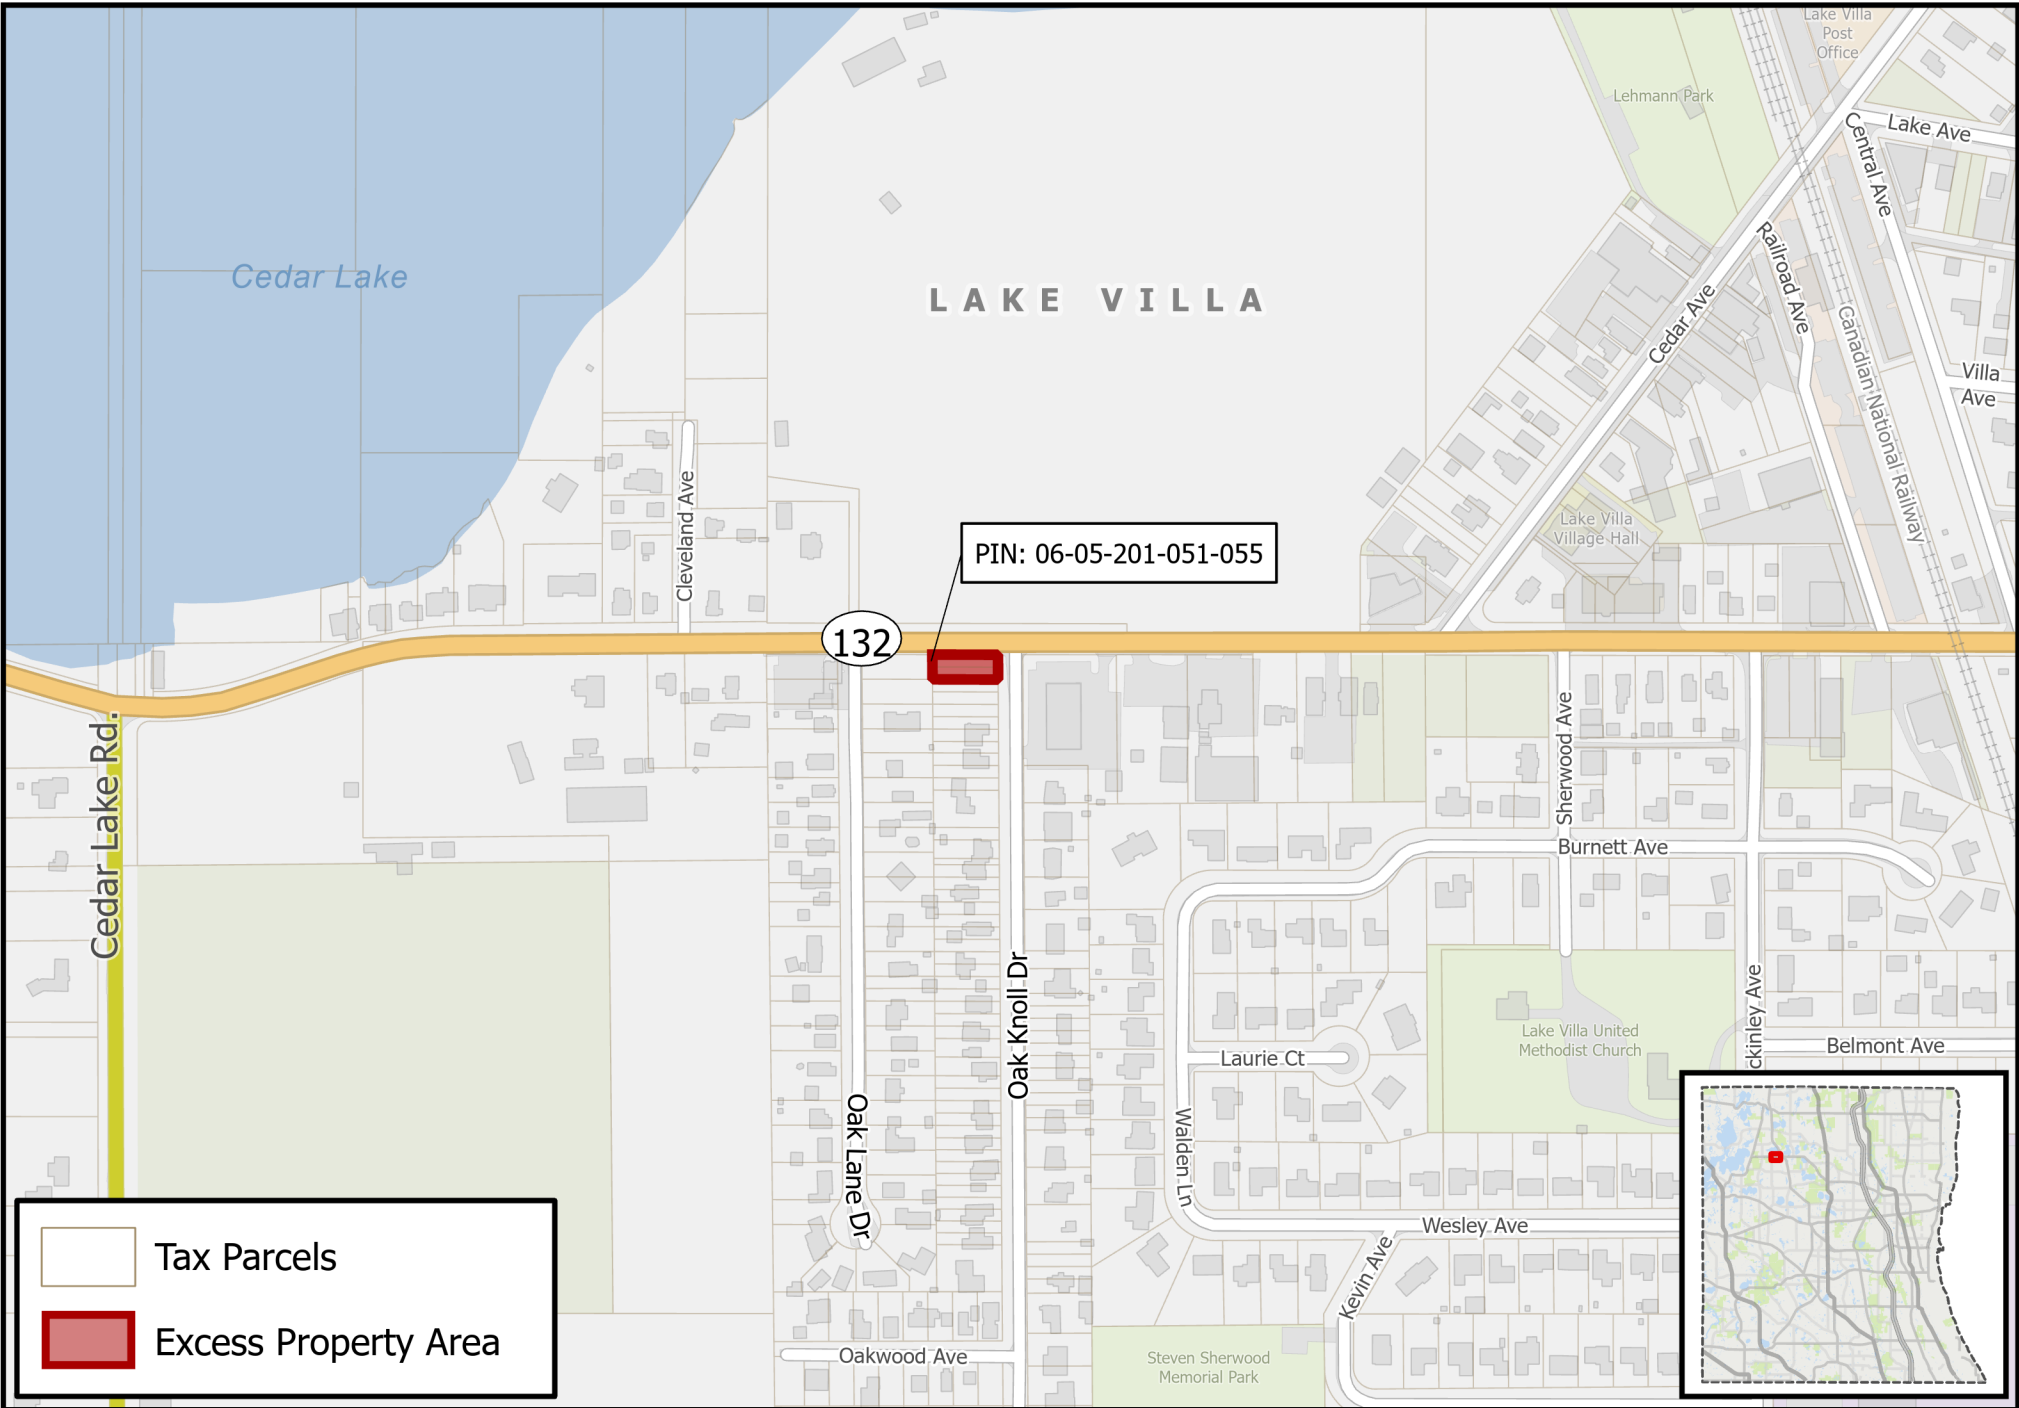 Lake Villa
Post
Office
Lehmann Park
Lake Ave
Central Ave
Railroad Ave
Cedar Lake
LAKE VILLA
Cedar Ave
Canadian National Railway
Villa
Ave
Cleveland Ave
PIN: 06-05-201-051-055
Lake Villa
Village Hall
132
Cedar Lake Rd.
Sherwood Ave
Burnett Ave
Oak Knoll Dr
ckinley Ave
Lake Villa United
Methodist Church
Belmont Ave
Laurie Ct
Oak Lane Dr
Walden Ln
Wesley Ave
Kevin Ave
Tax Parcels
Excess Property Area
Oakwood Ave
Steven Sherwood
Memorial Park